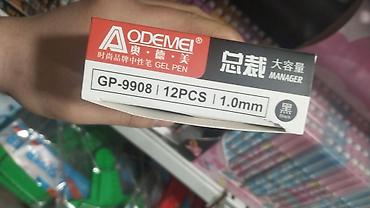 AODEMEI
奥·德·美
时尚品牌中性笔 GEL PEN
总裁 大容量
MANAGER
GP-9908 12PCS 1.0mm 黑
Black